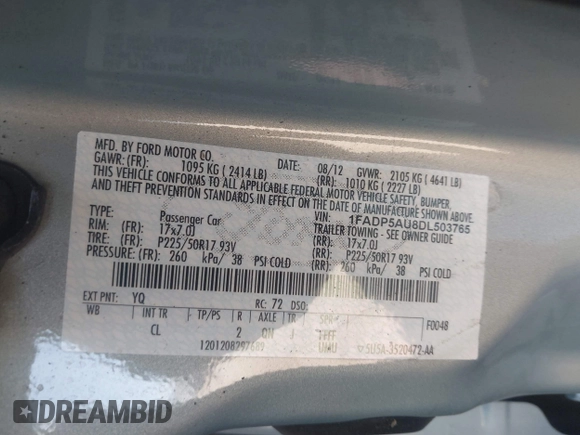 MFD. BY FORD MOTOR CO.
DATE: 08/12 GVWR: 2105 KG ( 4641 LB)
GAWR: (FR): 1095 KG ( 2414 LB) (RR): 1010 KG ( 2227 LB)
THIS VEHICLE CONFORMS TO ALL APPLICABLE FEDERAL MOTOR VEHICLE SAFETY, BUMPER,
AND THEFT PREVENTION STANDARDS IN EFFECT ON THE DATE OF MANUFACTURE SHOWN ABOVE.
VIN: 1FADP5AU8DL503765
TYPE: Passenger Car TRAILER TOWING - SEE OWNER GUIDE
RIM: (FR): 17x7.0J (RR): 17x7.0J
TIRE: (FR): P225/50R17 93V (RR): P225/50R17 93V
PRESSURE: (FR): 260 kPa/ 38 PSI COLD (RR): 260 kPa/ 38 PSI COLD
EXT PNT: YQ RC: 72 DSO:
WB INT TR TP/PS R AXLE TR F0048
CL 2
1201208297689
5U5A-3520472-AA
DREAMBID